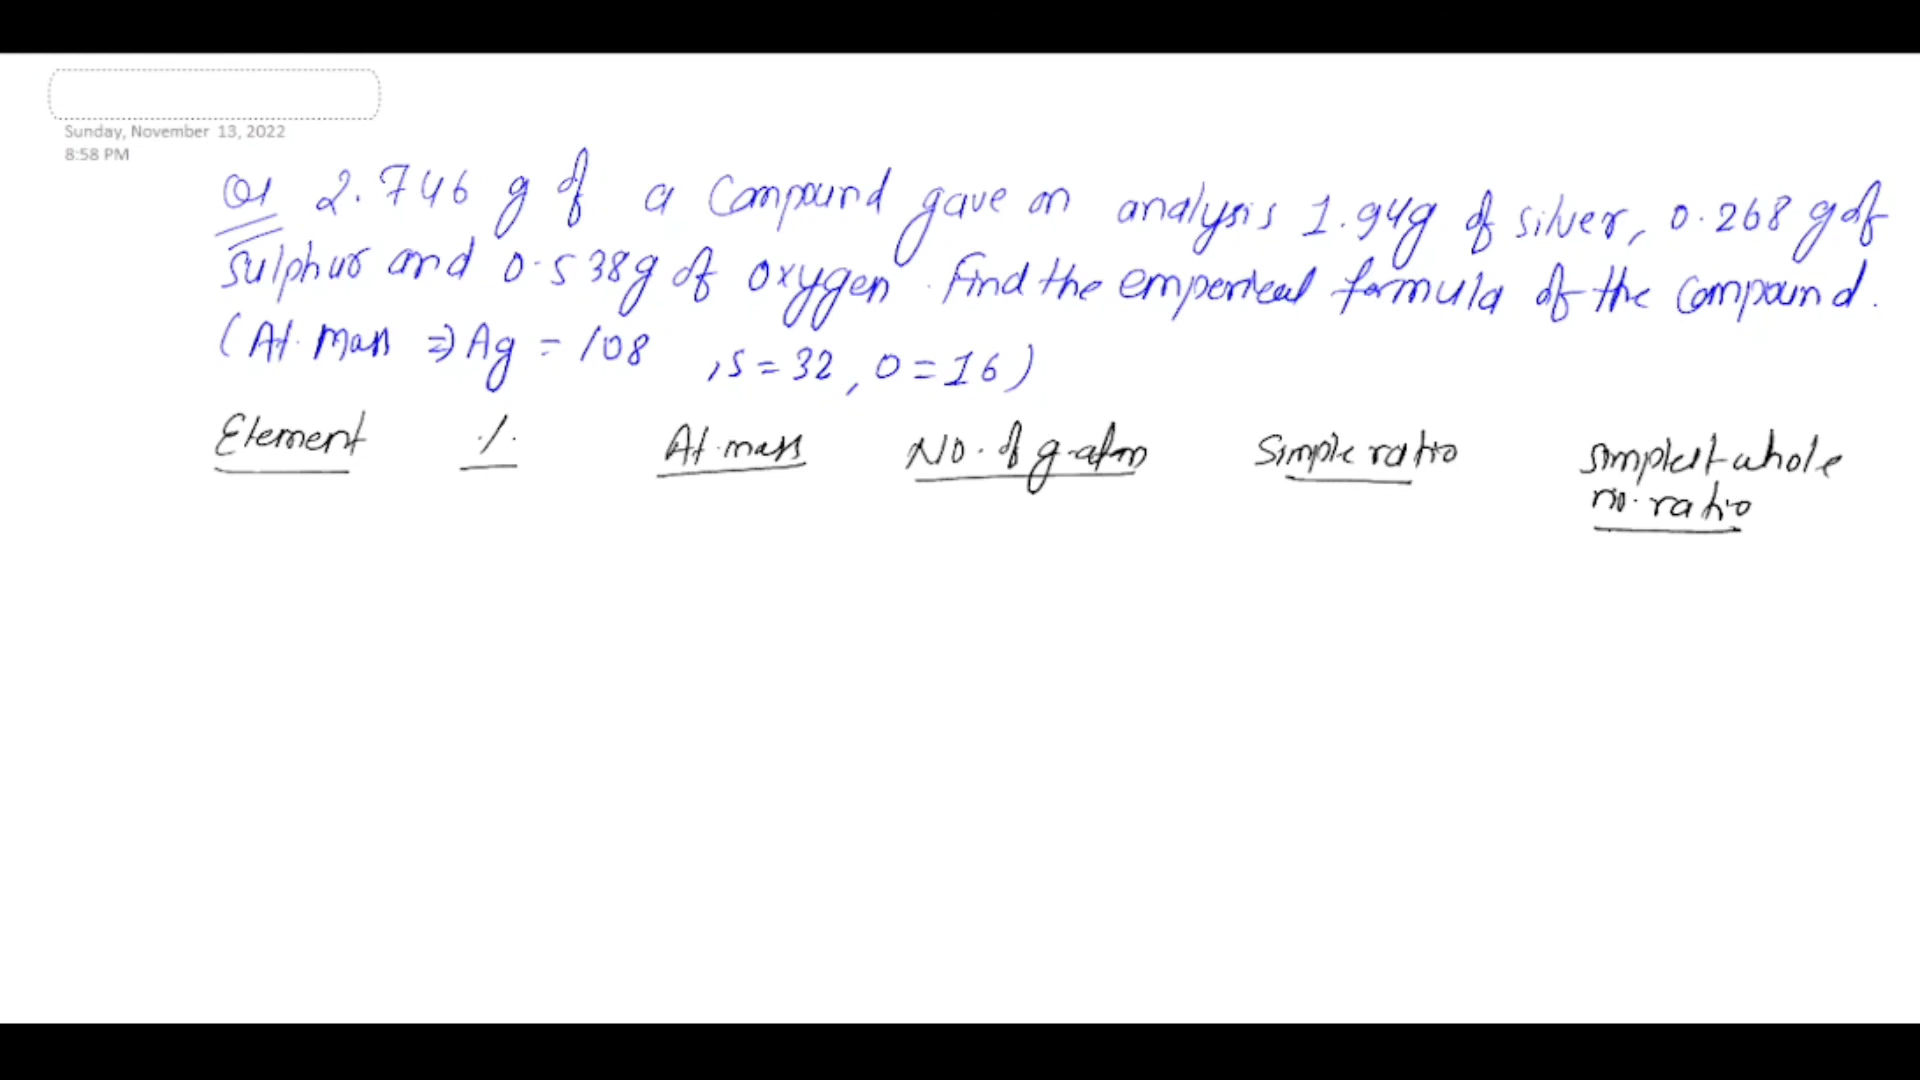 Sunday, November 13, 2022
8:58 PM
Q1 2.746 g of a Compound gave on analysis 1.94g of silver, 0.268 g of
sulphur and 0.538g of oxygen. Find the emperical formula of the compound.
(At. Mass ⇒ Ag = 108 , S = 32, O = 16)
Element % At. mass No. of g-atom Simple ratio simplest whole
no. ratio